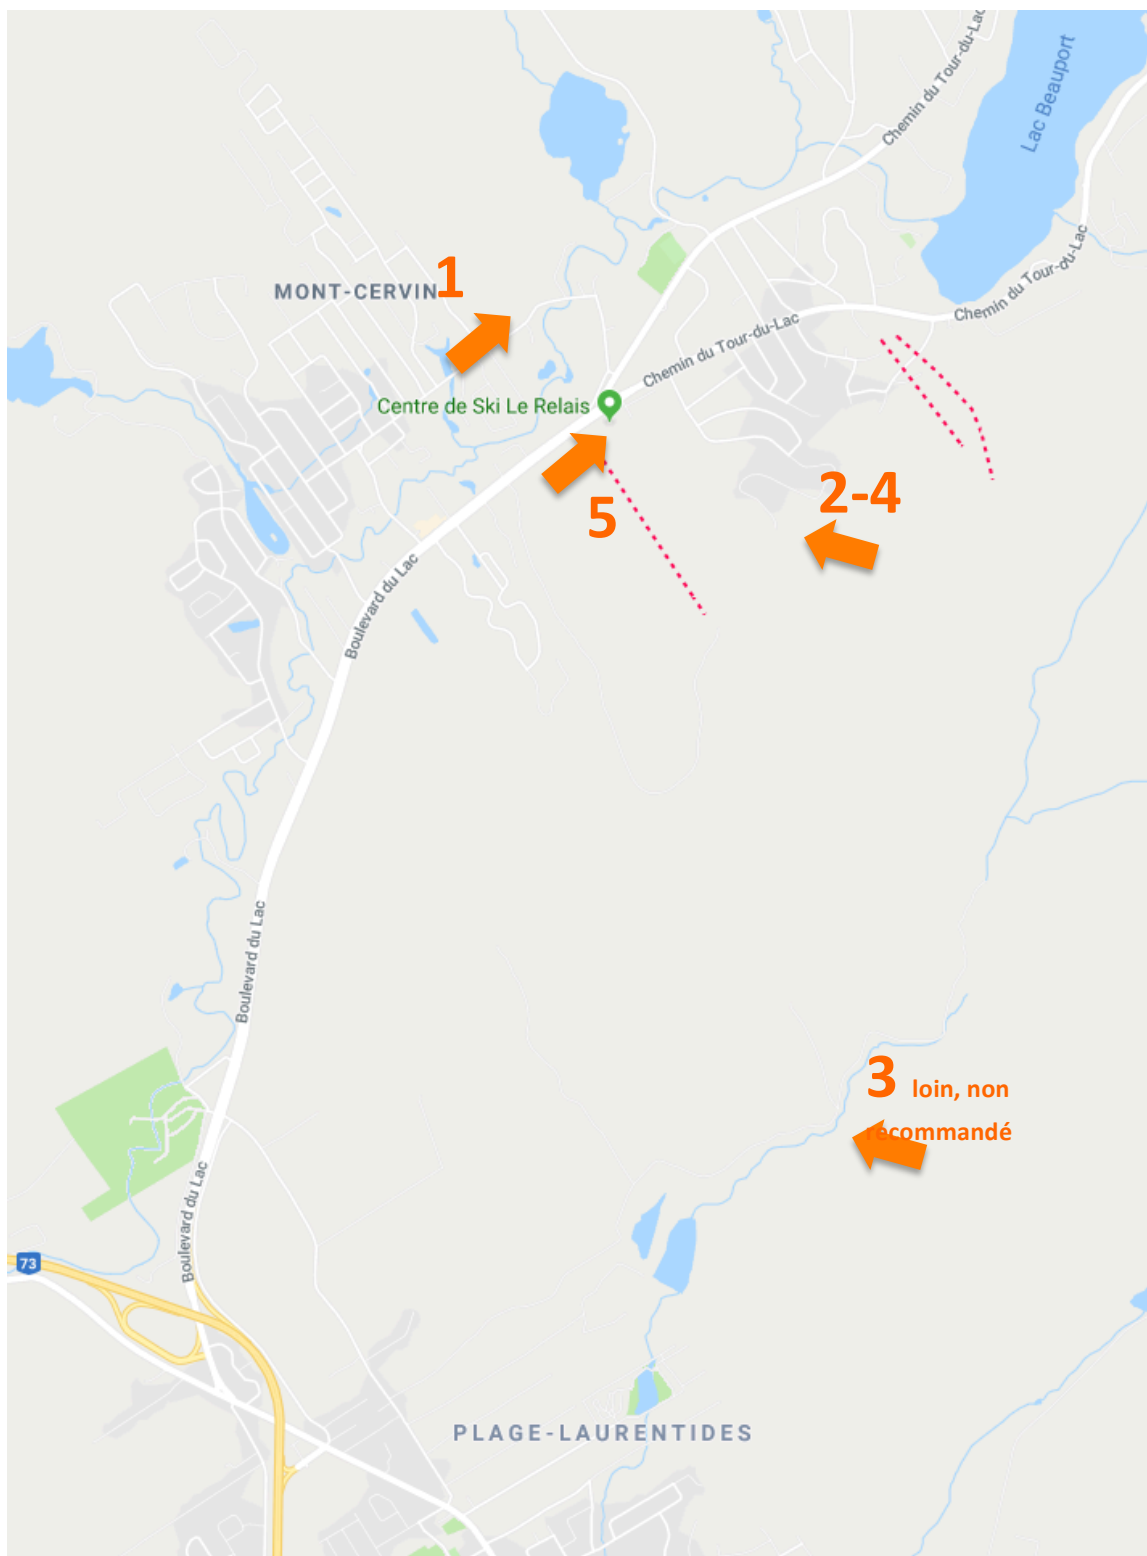 Chemin du Tour-du-Lac
Lac Beauport
1
MONT-CERVIN
Chemin du Tour-du-Lac
Chemin du Tour-du-Lac
Centre de Ski Le Relais
2-4
5
Boulevard du Lac
Boulevard du Lac
3 loin, non
recommandé
Boulevard du Lac
73
PLAGE-LAURENTIDES